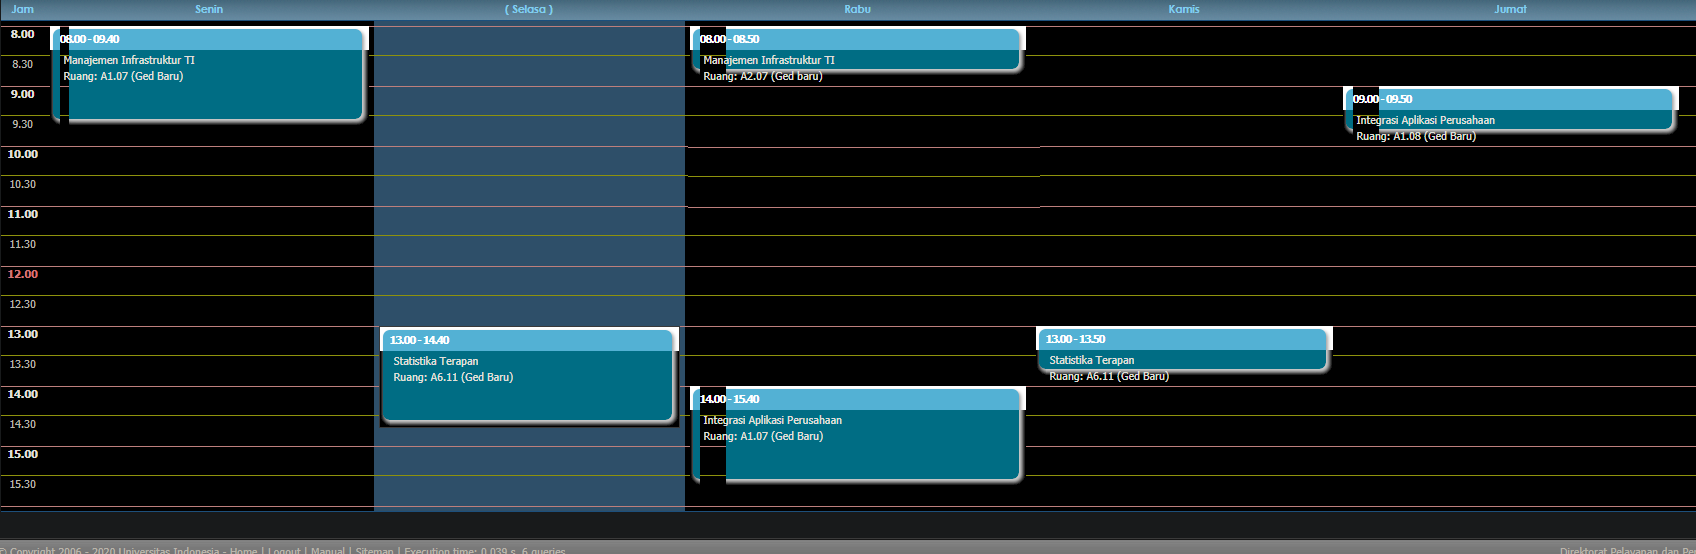 Jam Senin ( Selasa ) Rabu Kamis Jumat
8.00
08.00 - 09.40
Manajemen Infrastruktur TI
Ruang: A1.07 (Ged Baru)
08.00 - 08.50
Manajemen Infrastruktur TI
Ruang: A2.07 (Ged baru)
8.30
9.00
09.00 - 09.50
Integrasi Aplikasi Perusahaan
Ruang: A1.08 (Ged Baru)
9.30
10.00
10.30
11.00
11.30
12.00
12.30
13.00
13.00 - 14.40
Statistika Terapan
Ruang: A6.11 (Ged Baru)
13.00 - 13.50
Statistika Terapan
Ruang: A6.11 (Ged Baru)
13.30
14.00
14.00 - 15.40
Integrasi Aplikasi Perusahaan
Ruang: A1.07 (Ged Baru)
14.30
15.00
15.30
© Copyright 2006 - 2020 Universitas Indonesia - Home | Logout | Manual | Sitemap | Execution time: 0.039 s, 6 queries
Direktorat Pelayanan dan